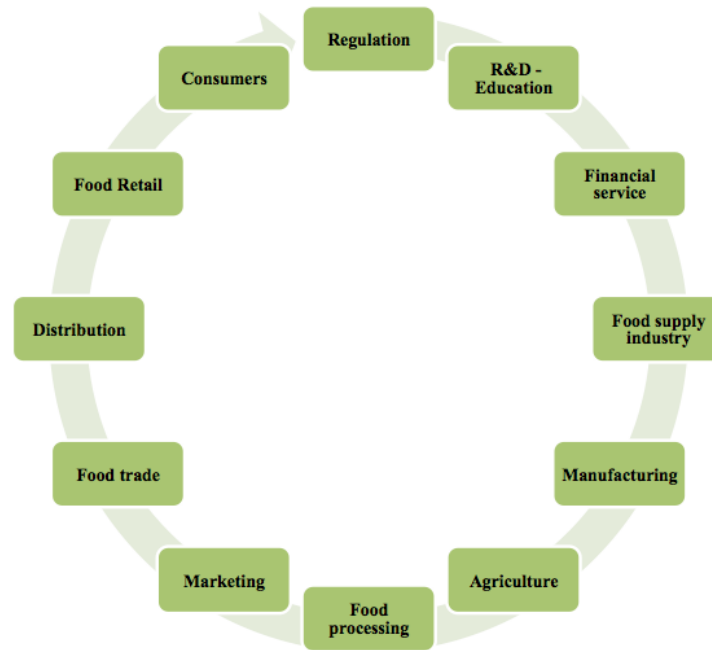 Regulation
R&D -
Education
Financial
service
Food supply
industry
Manufacturing
Agriculture
Food
processing
Marketing
Food trade
Distribution
Food Retail
Consumers